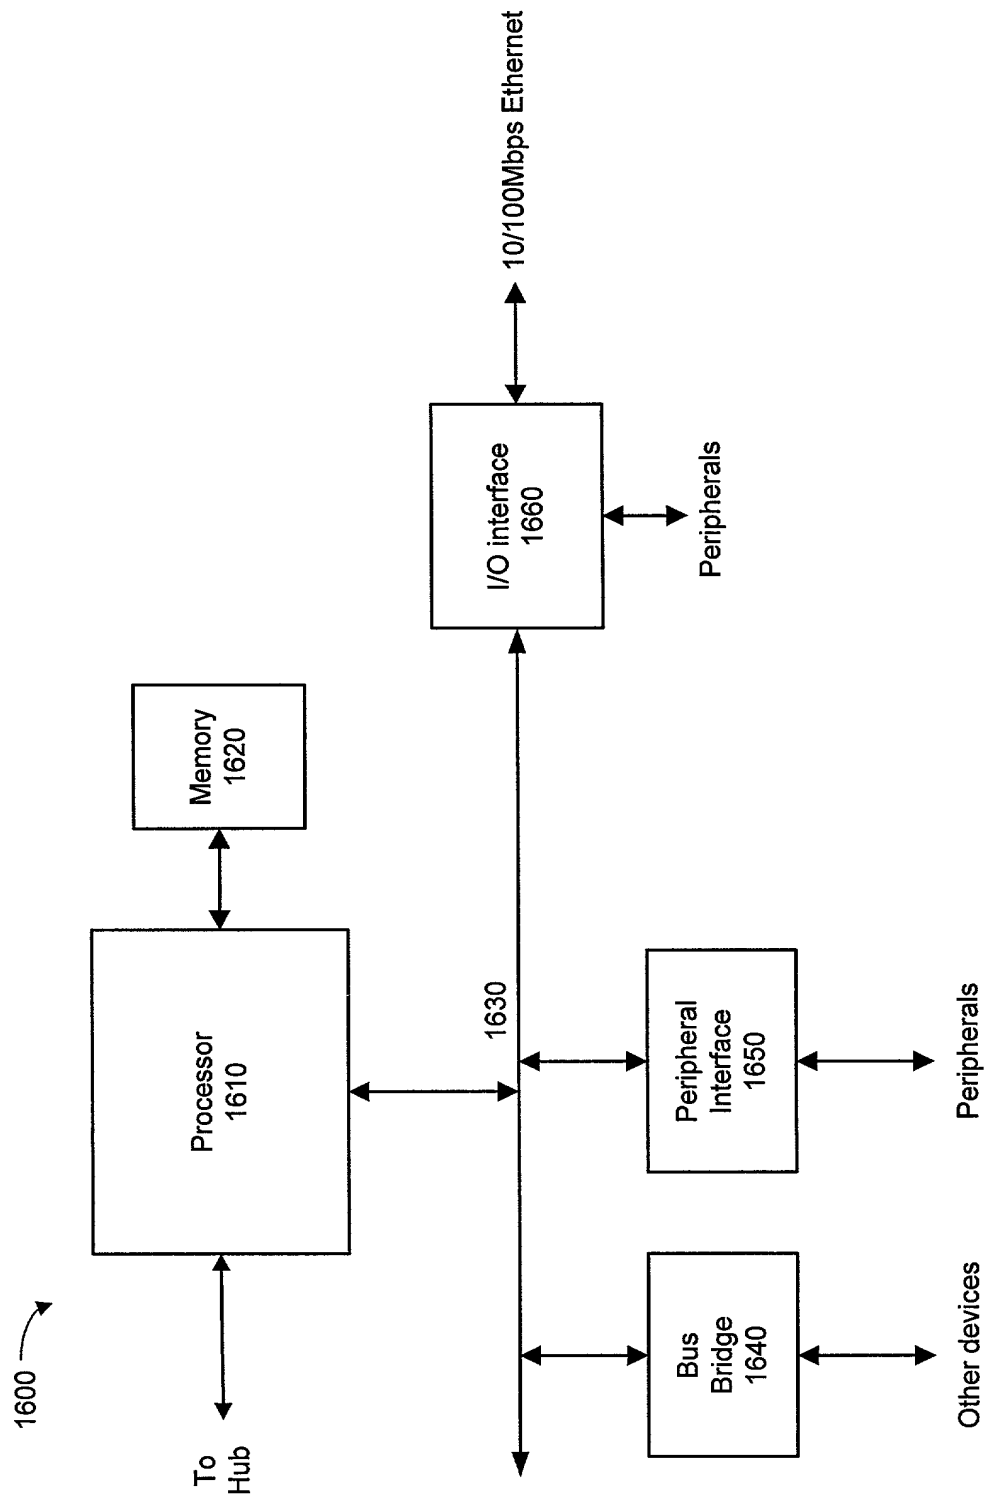 1600
To
Hub
Processor
1610
Memory
1620
1630
I/O interface
1660
10/100Mbps Ethernet
Peripherals
Bus
Bridge
1640
Peripheral
Interface
1650
Other devices
Peripherals